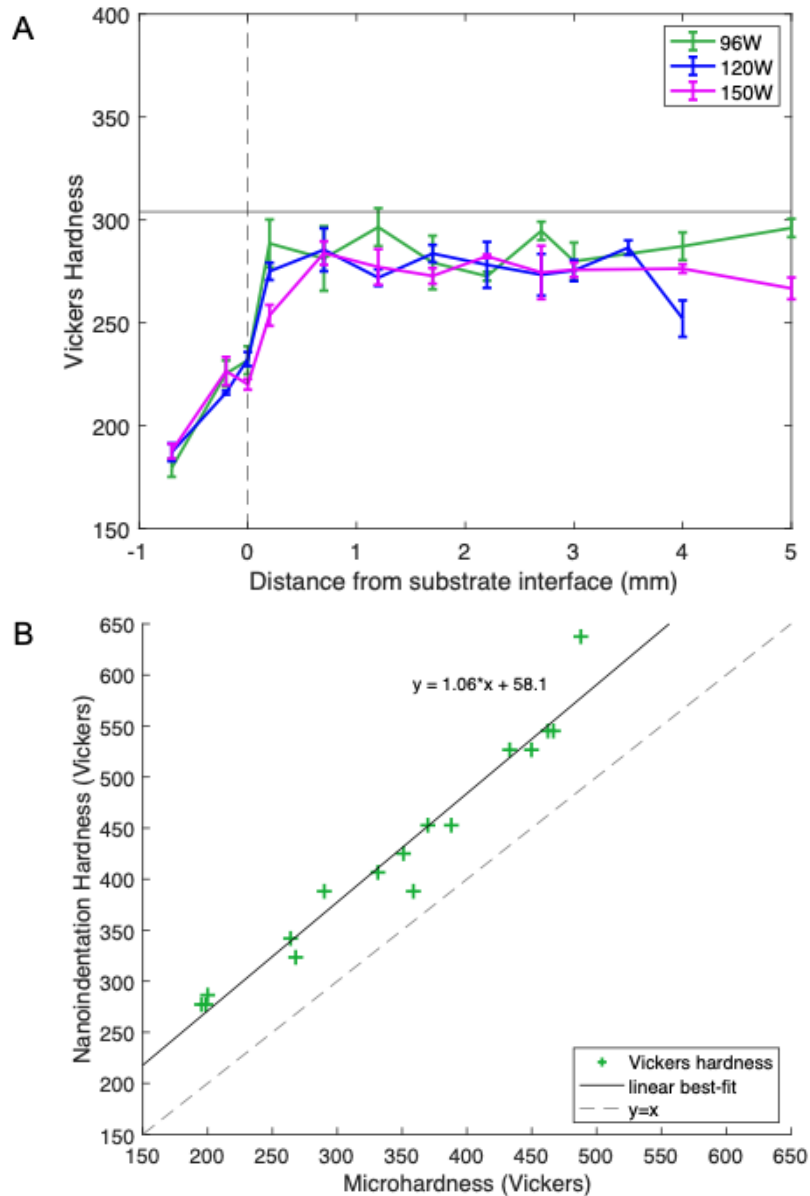 A
400
350
300
250
200
150
Vickers Hardness
96W
120W
150W
-1 0 1 2 3 4 5
Distance from substrate interface (mm)
B
650
600
550
500
450
400
350
300
250
200
150
Nanoindentation Hardness (Vickers)
y = 1.06*x + 58.1
Vickers hardness
linear best-fit
y=x
150 200 250 300 350 400 450 500 550 600 650
Microhardness (Vickers)